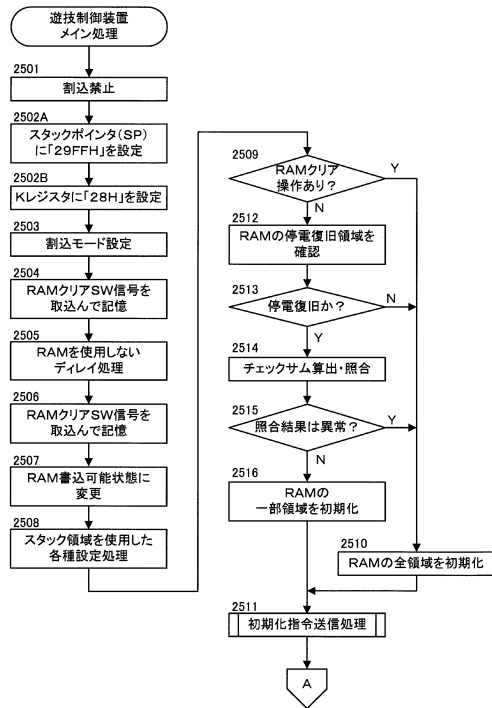 遊技制御装置
メイン処理
2501
割込禁止
2502A
スタックポインタ(SP)
に「29FFH」を設定
2502B
Kレジスタに「28H」を設定
2503
割込モード設定
2504
RAMクリアSW信号を
取込んで記憶
2505
RAMを使用しない
ディレイ処理
2506
RAMクリアSW信号を
取込んで記憶
2507
RAM書込可能状態に
変更
2508
スタック領域を使用した
各種設定処理
2509
RAMクリア
操作あり?
Y
N
2512
RAMの停電復旧領域を
確認
2513
停電復旧か?
N
Y
2514
チェックサム算出・照合
2515
照合結果は異常?
Y
N
2516
RAMの
一部領域を初期化
2510
RAMの全領域を初期化
2511
初期化指令送信処理
A